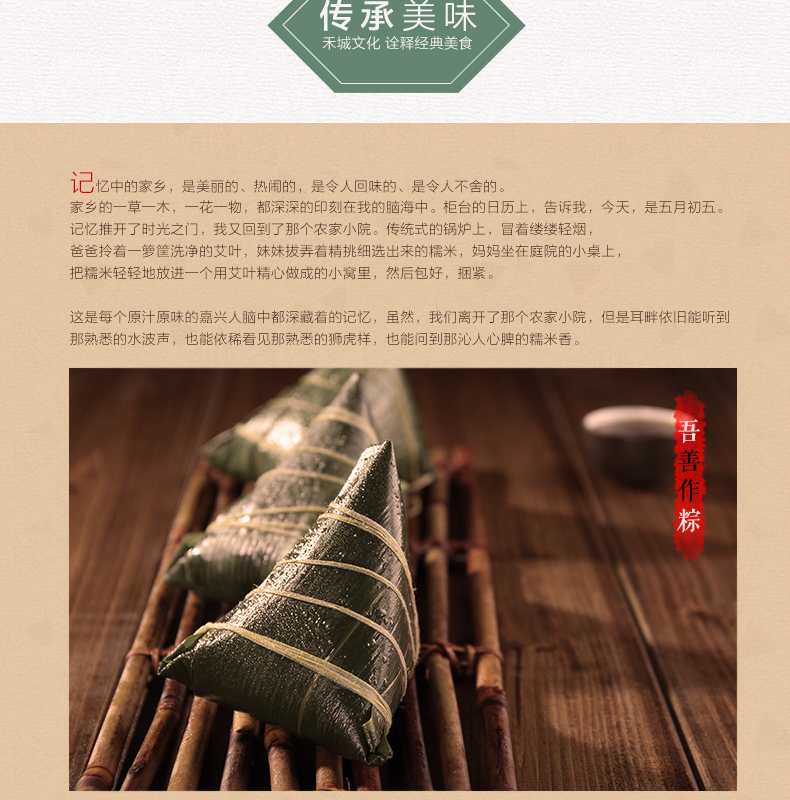 传承美味
禾城文化 诠释经典美食
记忆中的家乡，是美丽的、热闹的，是令人回味的、是令人不舍的。
家乡的一草一木，一花一物，都深深的印刻在我的脑海中。柜台的日历上，告诉我，今天，是五月初五。
记忆推开了时光之门，我又回到了那个农家小院。传统式的锅炉上，冒着缕缕轻烟，
爸爸拎着一箩筐洗净的艾叶，妹妹拔弄着精挑细选出来的糯米，妈妈坐在庭院的小桌上，
把糯米轻轻地放进一个用艾叶精心做成的小窝里，然后包好，捆紧。
这是每个原汁原味的嘉兴人脑中都深藏着的记忆，虽然，我们离开了那个农家小院，但是耳畔依旧能听到
那熟悉的水波声，也能依稀看见那熟悉的狮虎样，也能问到那沁人心脾的糯米香。
吾善作粽